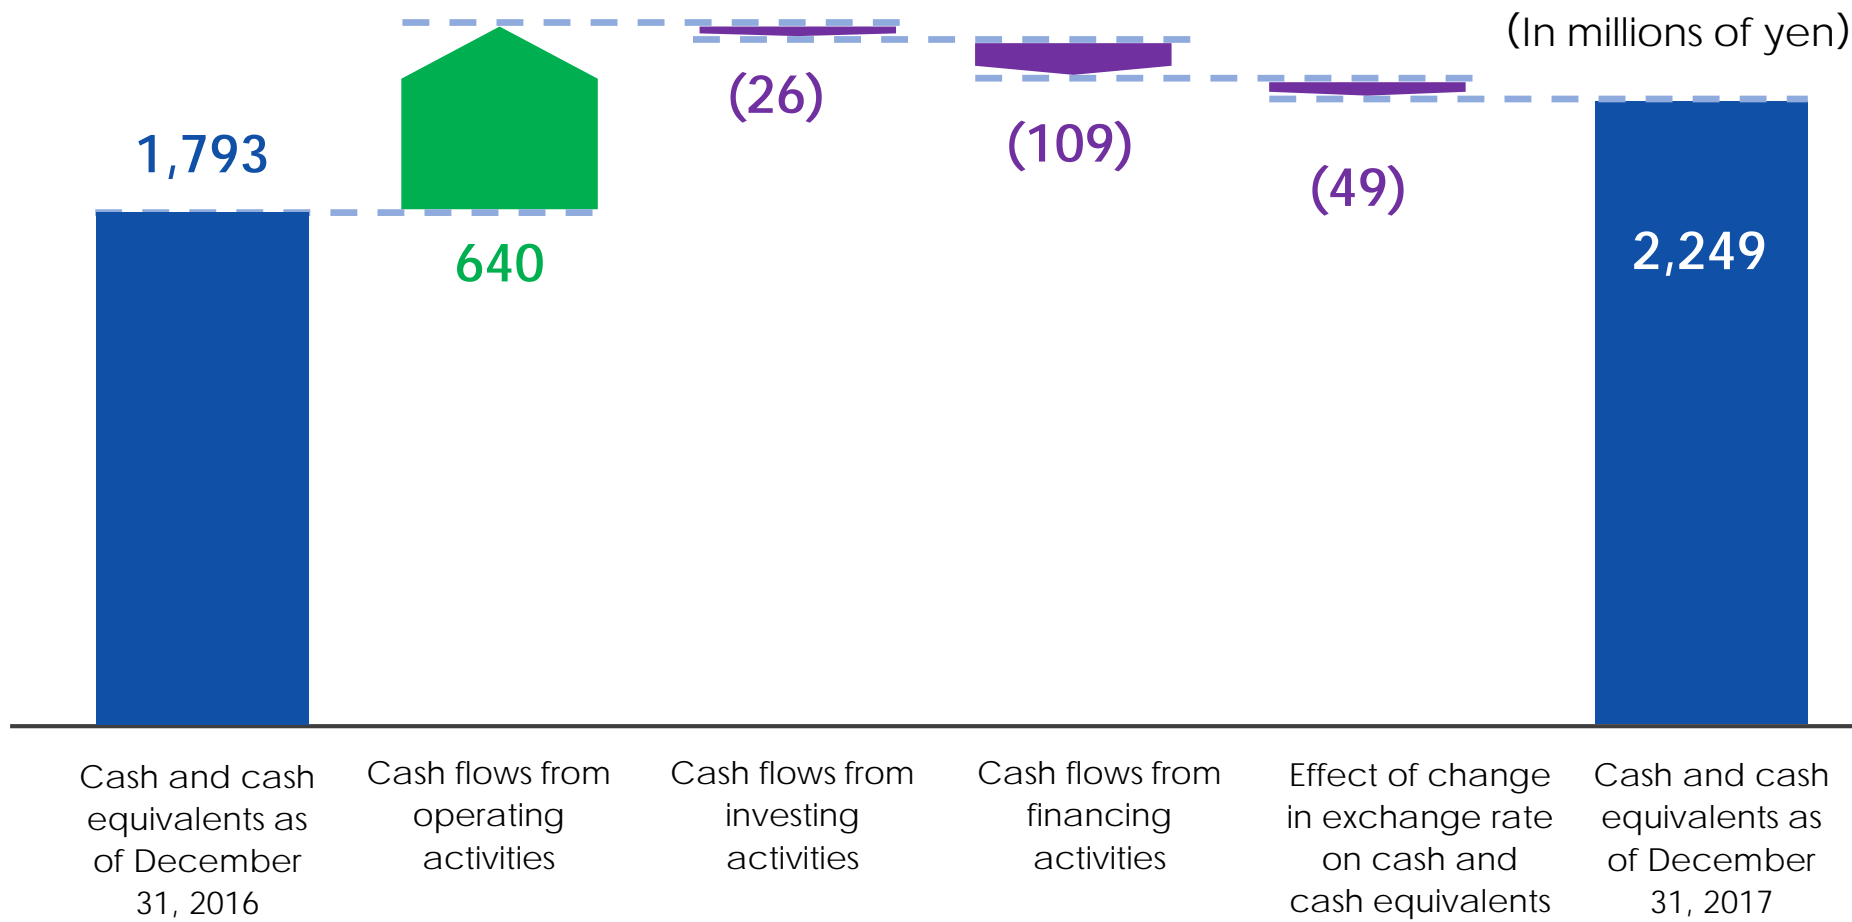 (In millions of yen)
1,793
640
(26)
(109)
(49)
2,249
Cash and cash
equivalents as
of December
31, 2016
Cash flows from
operating
activities
Cash flows from
investing
activities
Cash flows from
financing
activities
Effect of change
in exchange rate
on cash and
cash equivalents
Cash and cash
equivalents as
of December
31, 2017